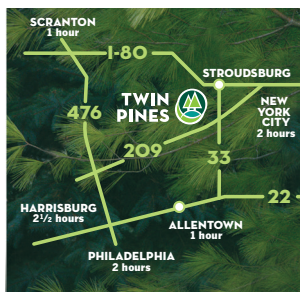 SCRANTON
1 hour
I-80
STROUDSBURG
TWIN
PINES
NEW
YORK
CITY
2 hours
476
209
33
22
HARRISBURG
2½ hours
ALLENTOWN
1 hour
PHILADELPHIA
2 hours